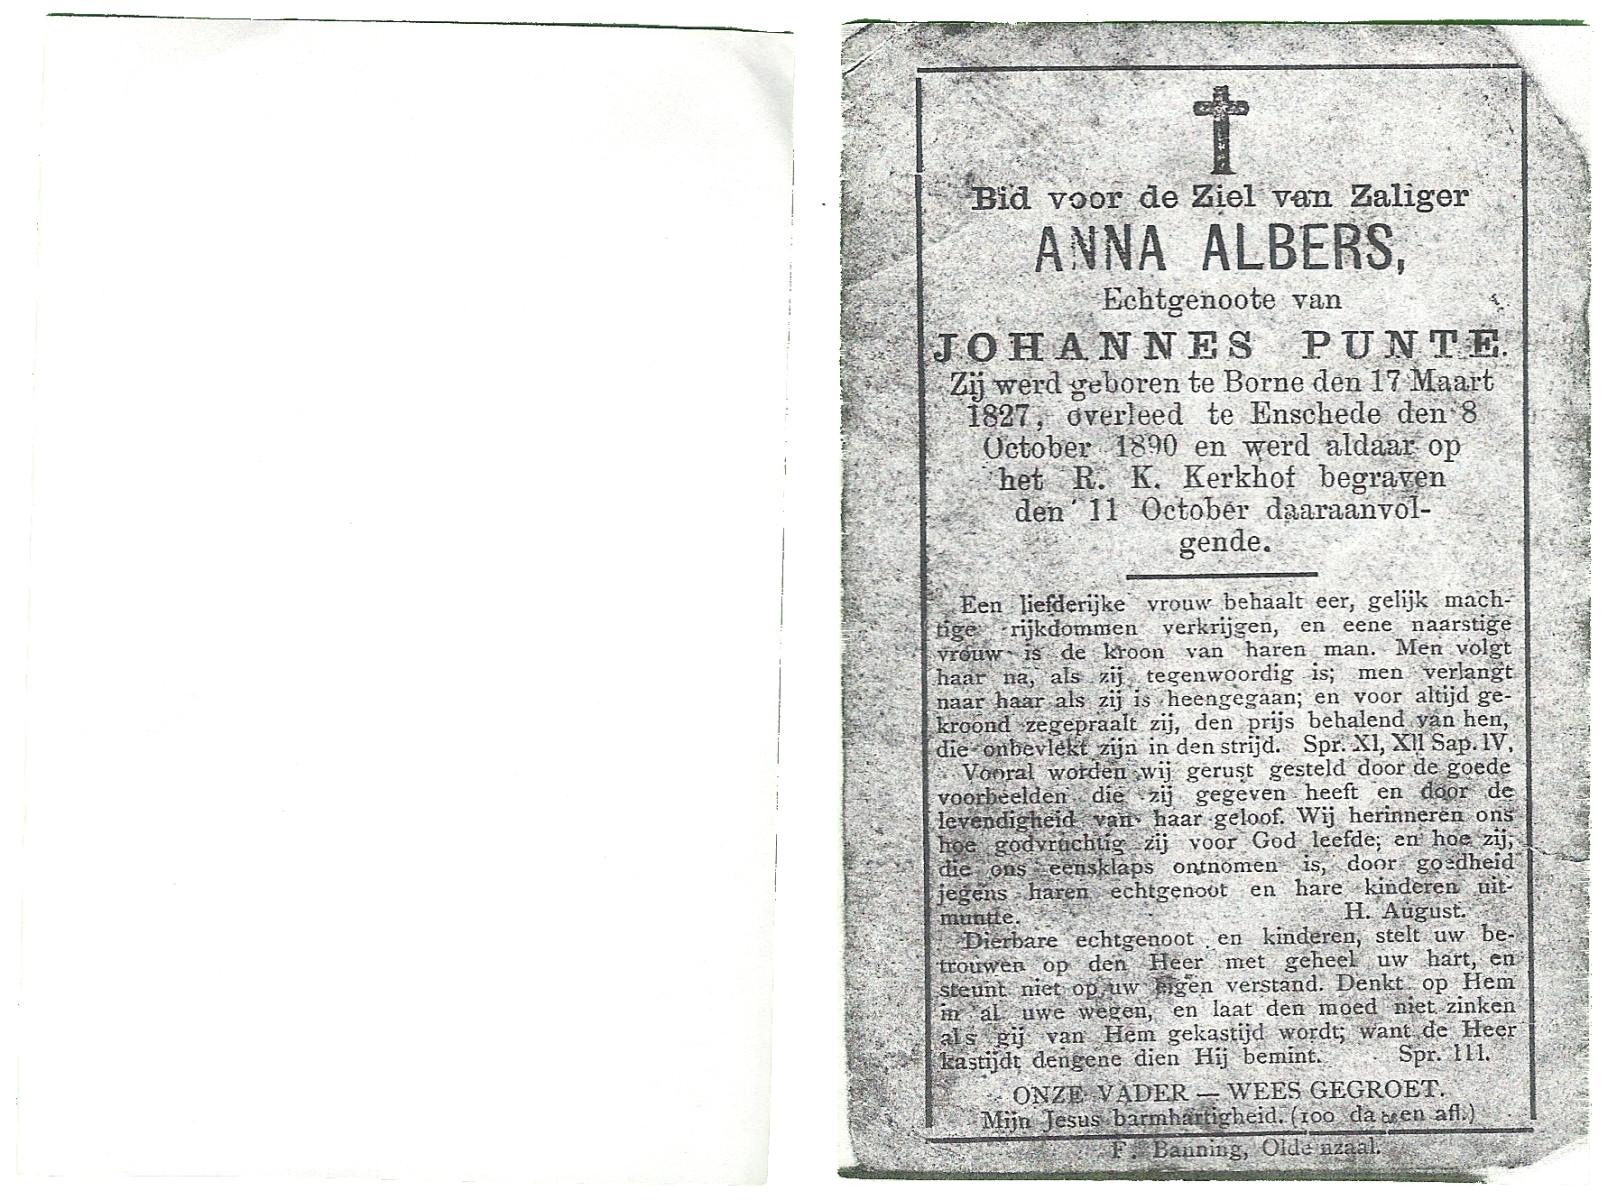 Bid voor de Ziel van Zaliger
ANNA ALBERS,
Echtgenoote van
JOHANNES PUNTE.
Zij werd geboren te Borne den 17 Maart
1827, overleed te Enschede den 8
October 1890 en werd aldaar op
het R. K. Kerkhof begraven
den 11 October daaraanvol-
gende.
Een liefderijke vrouw behaalt eer, gelijk mach-
tige rijkdommen verkrijgen, en eene naarstige
vrouw is de kroon van haren man. Men volgt
haar na, als zij tegenwoordig is; men verlangt
naar haar als zij is heengegaan; en voor altijd ge-
kroond zegepraalt zij, den prijs behalend van hen,
die onbevlekt zijn in den strijd. Spr. XI, XII Sap. IV.
Vooral worden wij gerust gesteld door de goede
voorbeelden die zij gegeven heeft en door de
levendigheid van haar geloof. Wij herinneren ons
hoe godvruchtig zij voor God leefde; en hoe zij,
die ons eensklaps ontnomen is, door goedheid
jegens haren echtgenoot en hare kinderen uit-
muntte. H. August.
Dierbare echtgenoot en kinderen, stelt uw be-
trouwen op den Heer met geheel uw hart, en
steunt niet op uw eigen verstand. Denkt op Hem
in al uwe wegen, en laat den moed niet zinken
als gij van Hem gekastijd wordt; want de Heer
kastijdt dengene dien Hij bemint. Spr. III.
ONZE VADER — WEES GEGROET.
Mijn Jesus barmhartigheid. (100 dagen afl.)
F. Banning, Oldenzaal.